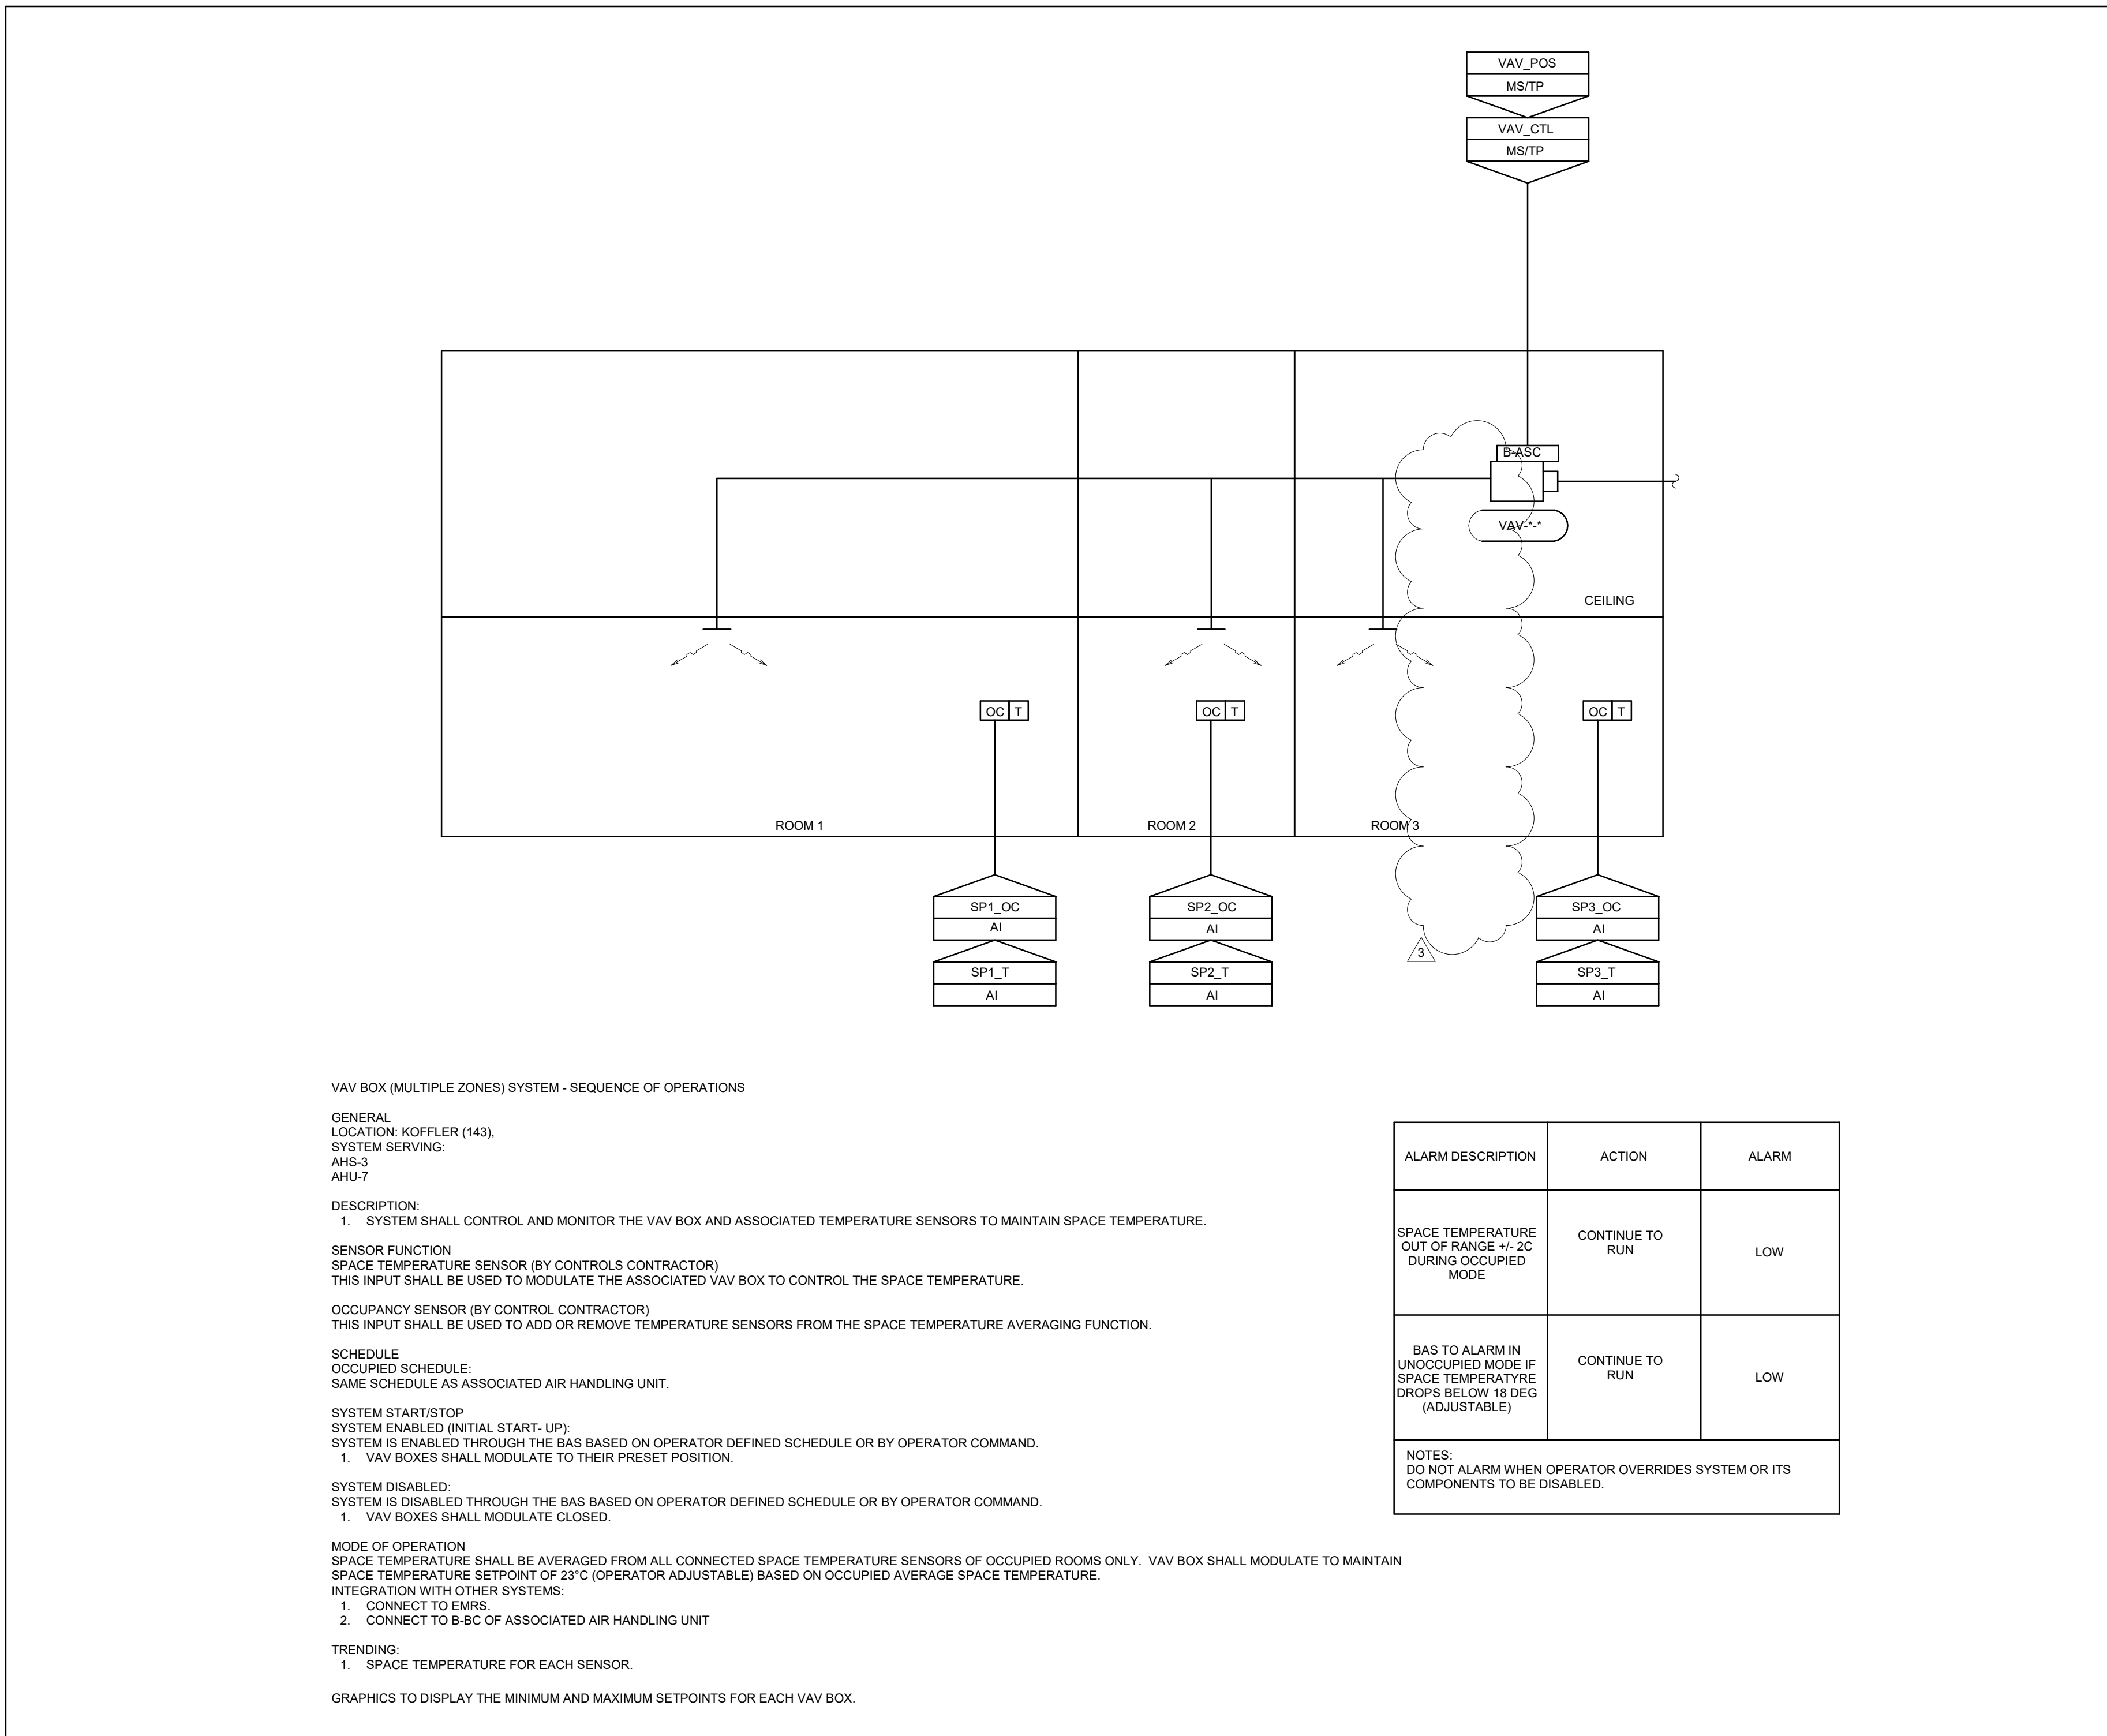 VAV_POS
MS/TP
VAV_CTL
MS/TP
B-ASC
VAV-*-*
CEILING
OC T
OC T
OC T
ROOM 1
ROOM 2
ROOM 3
SP1_OC
AI
SP1_T
AI
SP2_OC
AI
SP2_T
AI
3
SP3_OC
AI
SP3_T
AI
VAV BOX (MULTIPLE ZONES) SYSTEM - SEQUENCE OF OPERATIONS
GENERAL
LOCATION: KOFFLER (143),
SYSTEM SERVING:
AHS-3
AHU-7
DESCRIPTION:
1. SYSTEM SHALL CONTROL AND MONITOR THE VAV BOX AND ASSOCIATED TEMPERATURE SENSORS TO MAINTAIN SPACE TEMPERATURE.
SENSOR FUNCTION
SPACE TEMPERATURE SENSOR (BY CONTROLS CONTRACTOR)
THIS INPUT SHALL BE USED TO MODULATE THE ASSOCIATED VAV BOX TO CONTROL THE SPACE TEMPERATURE.
OCCUPANCY SENSOR (BY CONTROL CONTRACTOR)
THIS INPUT SHALL BE USED TO ADD OR REMOVE TEMPERATURE SENSORS FROM THE SPACE TEMPERATURE AVERAGING FUNCTION.
SCHEDULE
OCCUPIED SCHEDULE:
SAME SCHEDULE AS ASSOCIATED AIR HANDLING UNIT.
SYSTEM START/STOP
SYSTEM ENABLED (INITIAL START- UP):
SYSTEM IS ENABLED THROUGH THE BAS BASED ON OPERATOR DEFINED SCHEDULE OR BY OPERATOR COMMAND.
1. VAV BOXES SHALL MODULATE TO THEIR PRESET POSITION.
SYSTEM DISABLED:
SYSTEM IS DISABLED THROUGH THE BAS BASED ON OPERATOR DEFINED SCHEDULE OR BY OPERATOR COMMAND.
1. VAV BOXES SHALL MODULATE CLOSED.
MODE OF OPERATION
SPACE TEMPERATURE SHALL BE AVERAGED FROM ALL CONNECTED SPACE TEMPERATURE SENSORS OF OCCUPIED ROOMS ONLY. VAV BOX SHALL MODULATE TO MAINTAIN
SPACE TEMPERATURE SETPOINT OF 23°C (OPERATOR ADJUSTABLE) BASED ON OCCUPIED AVERAGE SPACE TEMPERATURE.
INTEGRATION WITH OTHER SYSTEMS:
1. CONNECT TO EMRS.
2. CONNECT TO B-BC OF ASSOCIATED AIR HANDLING UNIT
TRENDING:
1. SPACE TEMPERATURE FOR EACH SENSOR.
GRAPHICS TO DISPLAY THE MINIMUM AND MAXIMUM SETPOINTS FOR EACH VAV BOX.
ALARM DESCRIPTION
ACTION
ALARM
SPACE TEMPERATURE
OUT OF RANGE +/- 2C
DURING OCCUPIED
MODE
CONTINUE TO
RUN
LOW
BAS TO ALARM IN
UNOCCUPIED MODE IF
SPACE TEMPERATYRE
DROPS BELOW 18 DEG
(ADJUSTABLE)
CONTINUE TO
RUN
LOW
NOTES:
DO NOT ALARM WHEN OPERATOR OVERRIDES SYSTEM OR ITS
COMPONENTS TO BE DISABLED.